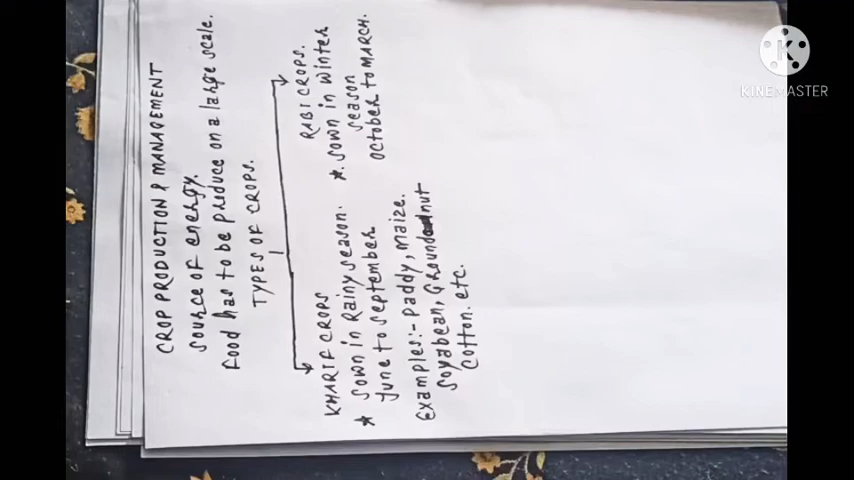 CROP PRODUCTION & MANAGEMENT
source of energy.
Food has to be produce on a large scale.
TYPES OF CROPS.
KHARIF CROPS
* Sown in Rainy season.
June to September
Examples:- Paddy, Maize.
Soyabean, Groundnut
Cotton. etc.
RABI CROPS.
*. Sown in winter
season
October to MARCH.
K
KINEMASTER